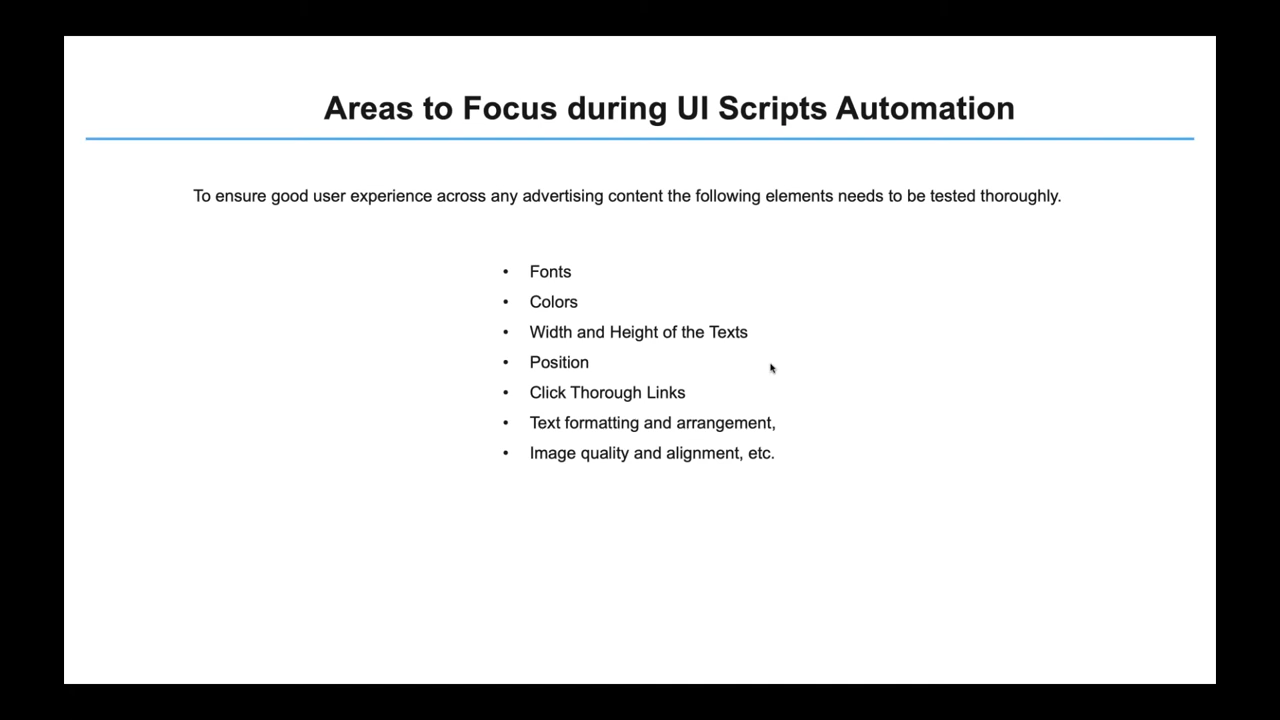 Areas to Focus during UI Scripts Automation
To ensure good user experience across any advertising content the following elements needs to be tested thoroughly.
• Fonts
• Colors
• Width and Height of the Texts
• Position
• Click Thorough Links
• Text formatting and arrangement,
• Image quality and alignment, etc.